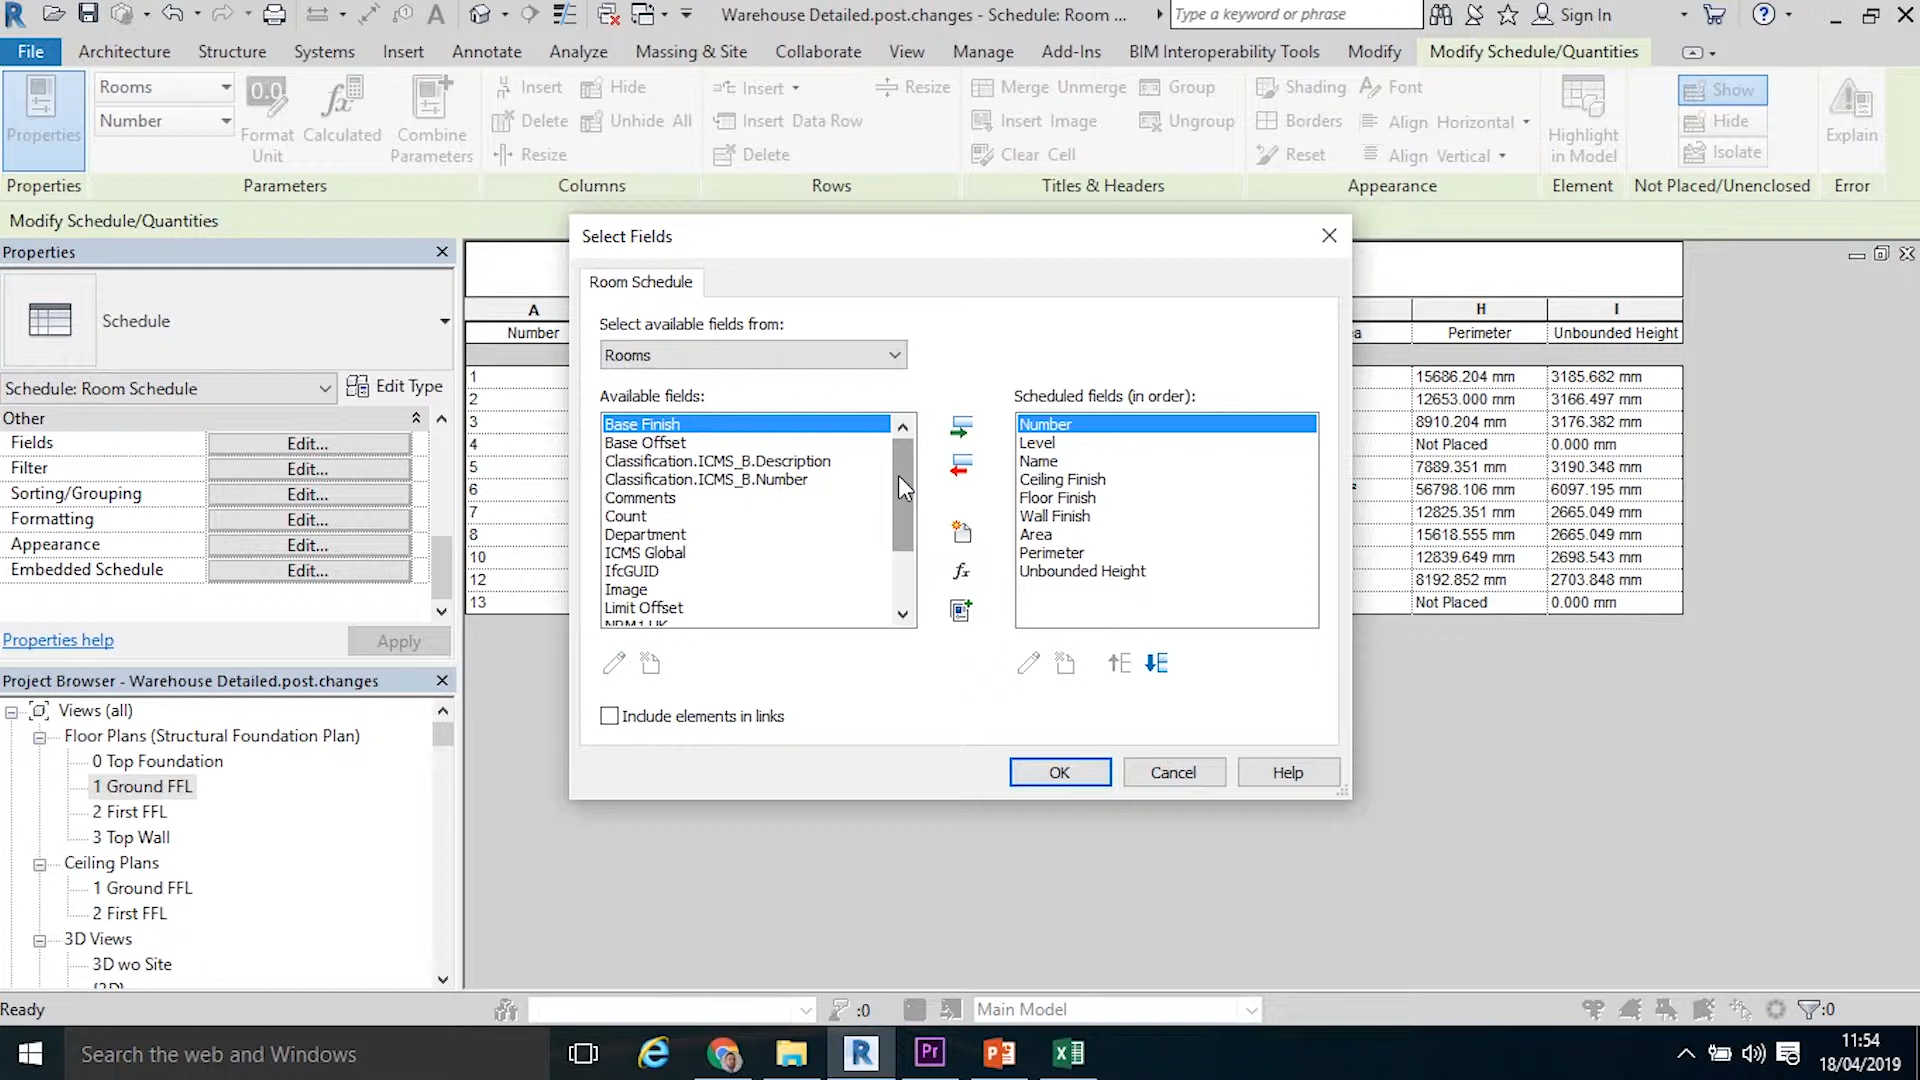 Warehouse Detailed.post.changes - Schedule: Room ...
Type a keyword or phrase
Sign In
File Architecture Structure Systems Insert Annotate Analyze Massing & Site Collaborate View Manage Add-Ins BIM Interoperability Tools Modify Modify Schedule/Quantities
Properties
Rooms
Number
0.0
Format
Unit
fx
Calculated
Combine
Parameters
Insert
Delete
Resize
Hide
Unhide All
Insert
Insert Data Row
Delete
Resize
Merge Unmerge
Insert Image
Clear Cell
Group
Ungroup
Shading
Borders
Reset
Font
Align Horizontal
Align Vertical
Highlight
in Model
Show
Hide
Isolate
Explain
Properties Parameters Columns Rows Titles & Headers Appearance Element Not Placed/Unenclosed Error
Modify Schedule/Quantities
Properties
Schedule
Schedule: Room Schedule
Edit Type
Other
Fields Edit...
Filter Edit...
Sorting/Grouping Edit...
Formatting Edit...
Appearance Edit...
Embedded Schedule Edit...
Properties help
Apply
Project Browser - Warehouse Detailed.post.changes
Views (all)
Floor Plans (Structural Foundation Plan)
0 Top Foundation
1 Ground FFL
2 First FFL
3 Top Wall
Ceiling Plans
1 Ground FFL
2 First FFL
3D Views
3D wo Site
{3D}
A H I
Number Perimeter Unbounded Height
1 15686.204 mm 3185.682 mm
2 12653.000 mm 3166.497 mm
3 8910.204 mm 3176.382 mm
4 Not Placed 0.000 mm
5 7889.351 mm 3190.348 mm
6 56798.106 mm 6097.195 mm
7 12825.351 mm 2665.049 mm
8 15618.555 mm 2665.049 mm
10 12839.649 mm 2698.543 mm
12 8192.852 mm 2703.848 mm
13 Not Placed 0.000 mm
Select Fields
Room Schedule
Select available fields from:
Rooms
Available fields:
Base Finish
Base Offset
Classification.ICMS_B.Description
Classification.ICMS_B.Number
Comments
Count
Department
ICMS Global
IfcGUID
Image
Limit Offset
NRM1 UK
fx
Scheduled fields (in order):
Number
Level
Name
Ceiling Finish
Floor Finish
Wall Finish
Area
Perimeter
Unbounded Height
Include elements in links
OK
Cancel
Help
Ready
:0
Main Model
:0
Search the web and Windows
11:54
18/04/2019